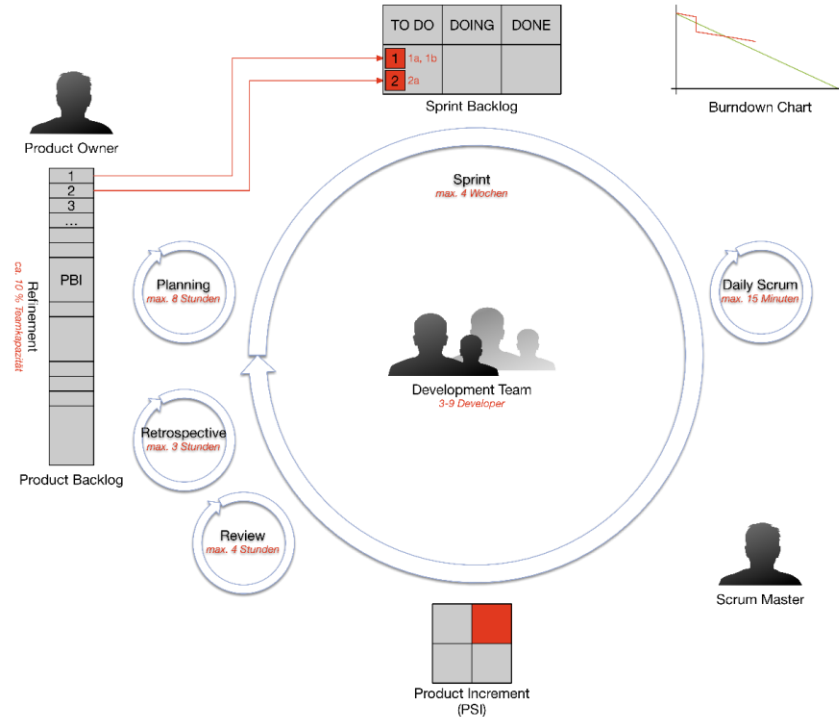 TO DO
DOING
DONE
1
1a, 1b
2
2a
Sprint Backlog
Burndown Chart
Product Owner
1
2
3
...
PBI
Refinement
ca. 10 % Teamkapazität
Product Backlog
Sprint
max. 4 Wochen
Planning
max. 8 Stunden
Daily Scrum
max. 15 Minuten
Development Team
3-9 Developer
Retrospective
max. 3 Stunden
Review
max. 4 Stunden
Scrum Master
Product Increment
(PSI)